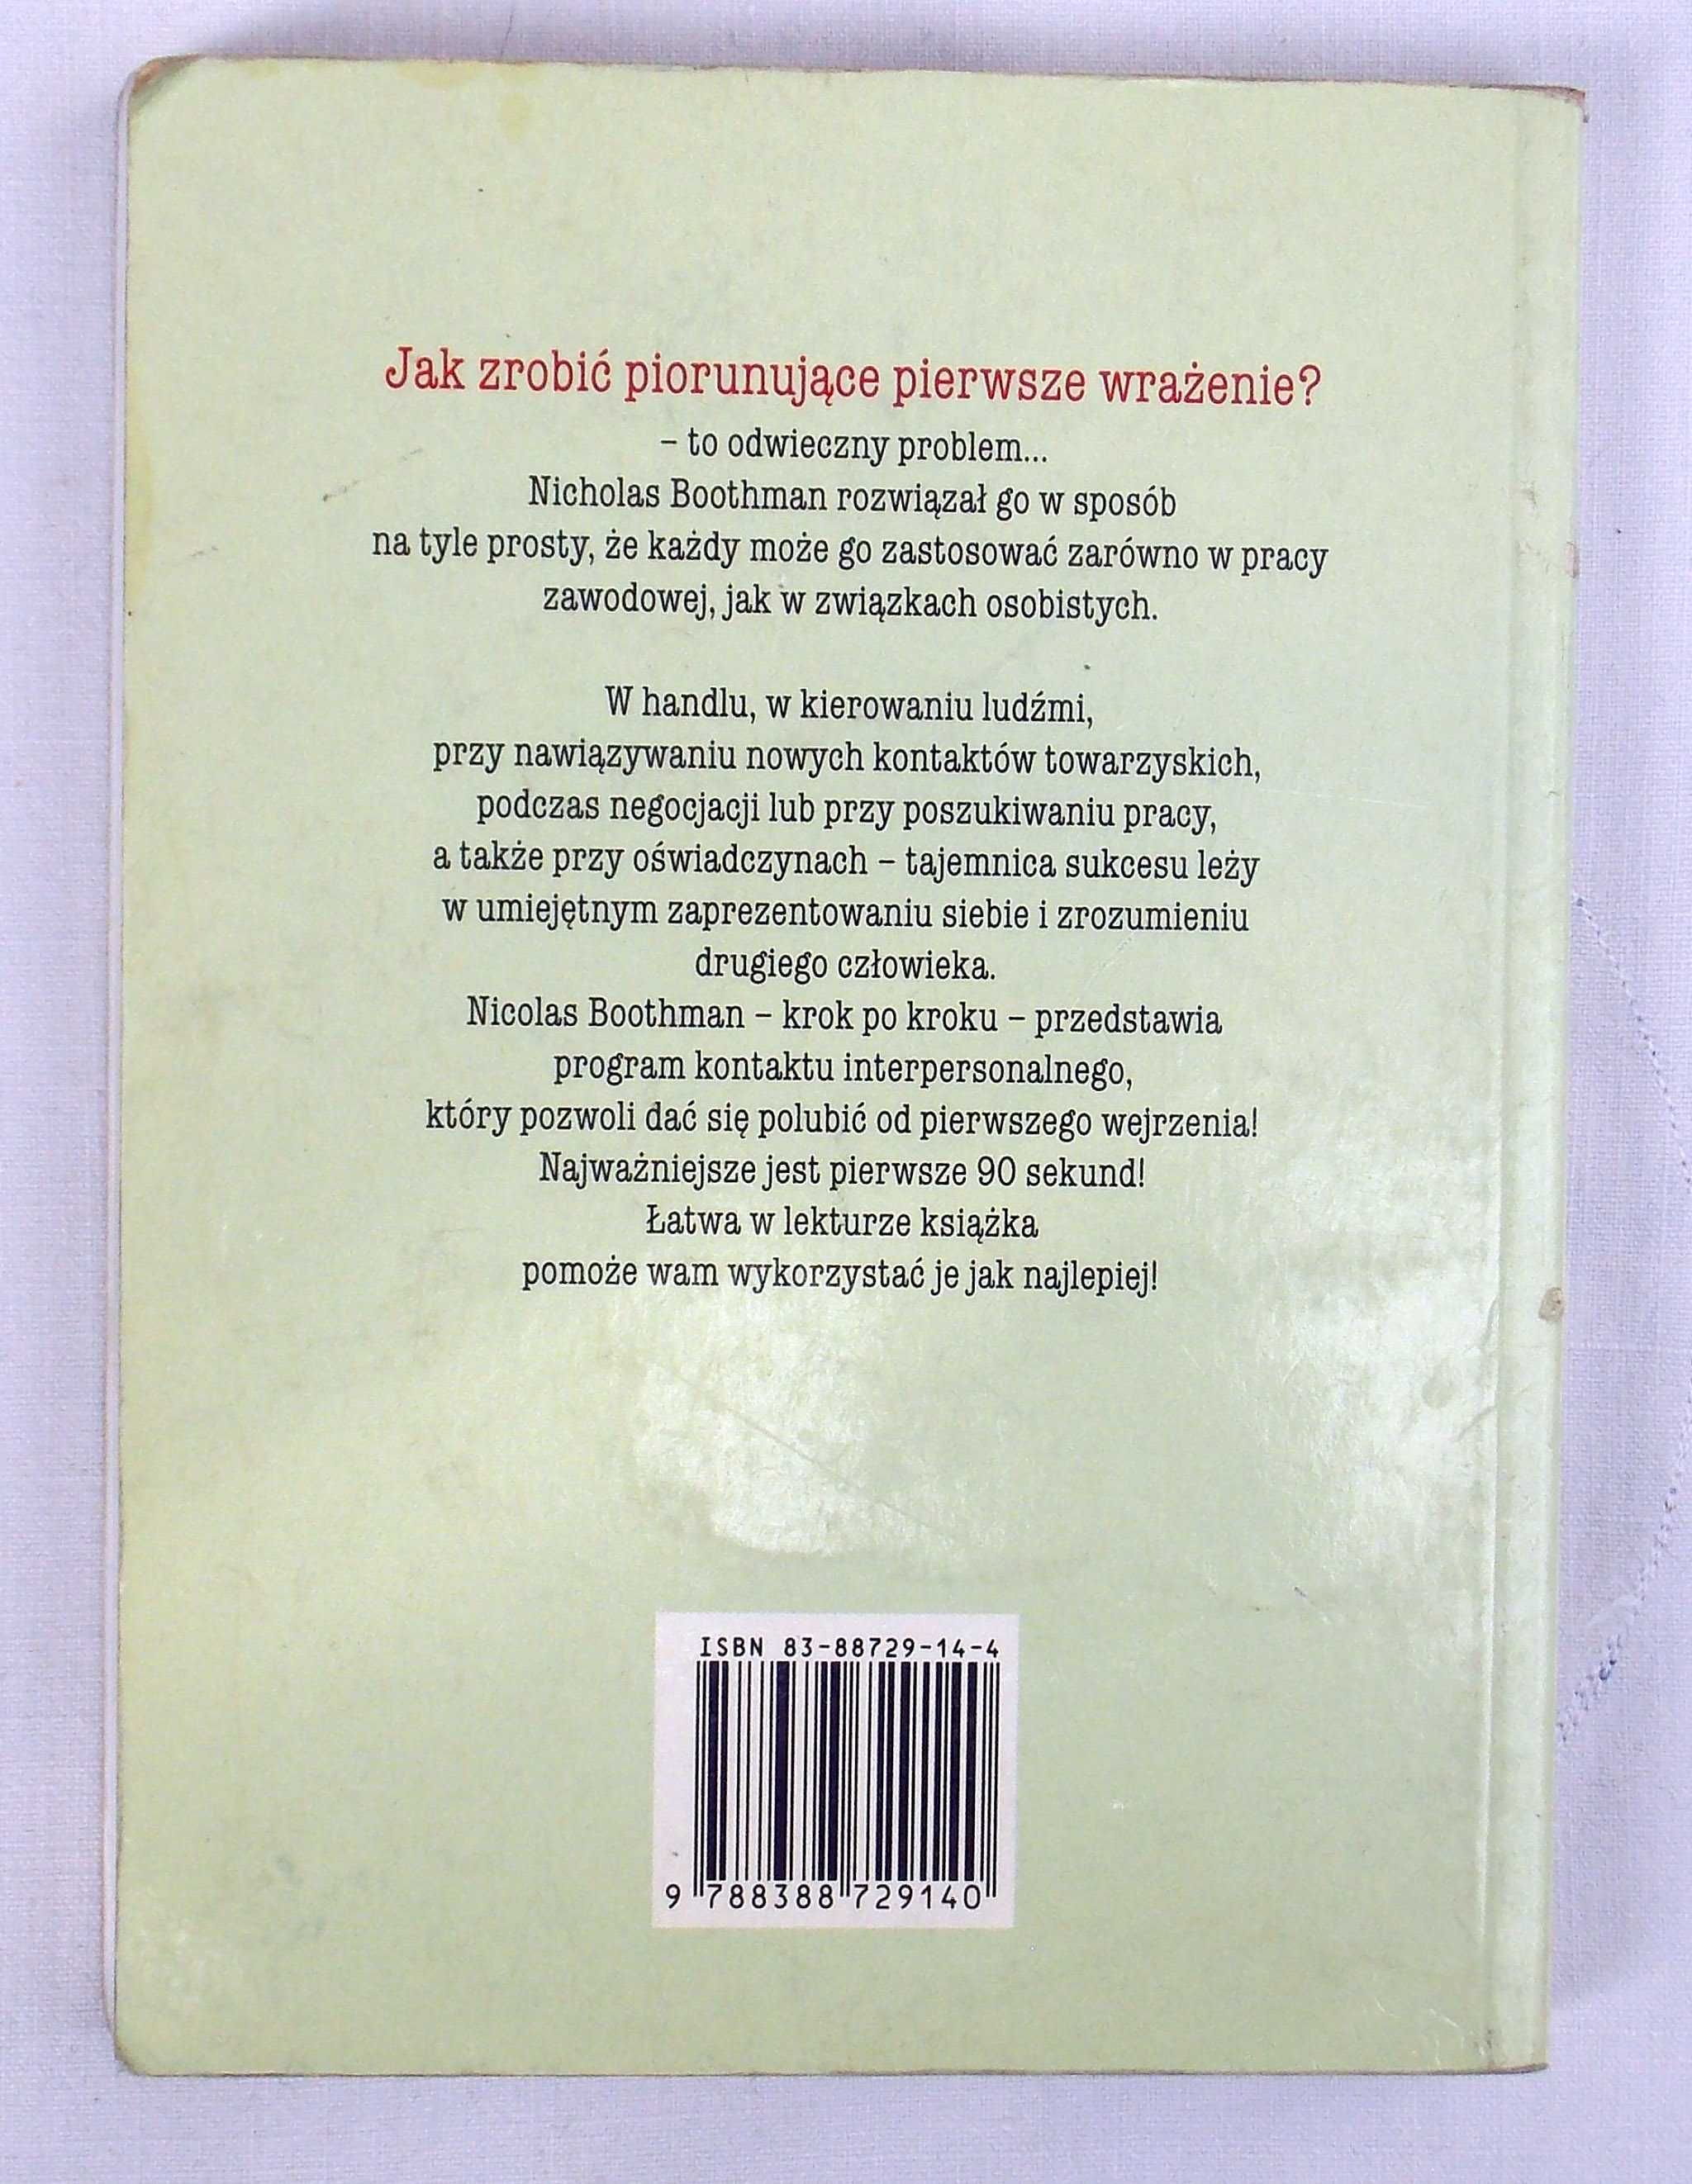 Jak zrobić piorunujące pierwsze wrażenie?
– to odwieczny problem...
Nicholas Boothman rozwiązał go w sposób
na tyle prosty, że każdy może go zastosować zarówno w pracy
zawodowej, jak w związkach osobistych.
W handlu, w kierowaniu ludźmi,
przy nawiązywaniu nowych kontaktów towarzyskich,
podczas negocjacji lub przy poszukiwaniu pracy,
a także przy oświadczynach – tajemnica sukcesu leży
w umiejętnym zaprezentowaniu siebie i zrozumieniu
drugiego człowieka.
Nicolas Boothman – krok po kroku – przedstawia
program kontaktu interpersonalnego,
który pozwoli dać się polubić od pierwszego wejrzenia!
Najważniejsze jest pierwsze 90 sekund!
Łatwa w lekturze książka
pomoże wam wykorzystać je jak najlepiej!
ISBN 83-88729-14-4
9 788388 729140